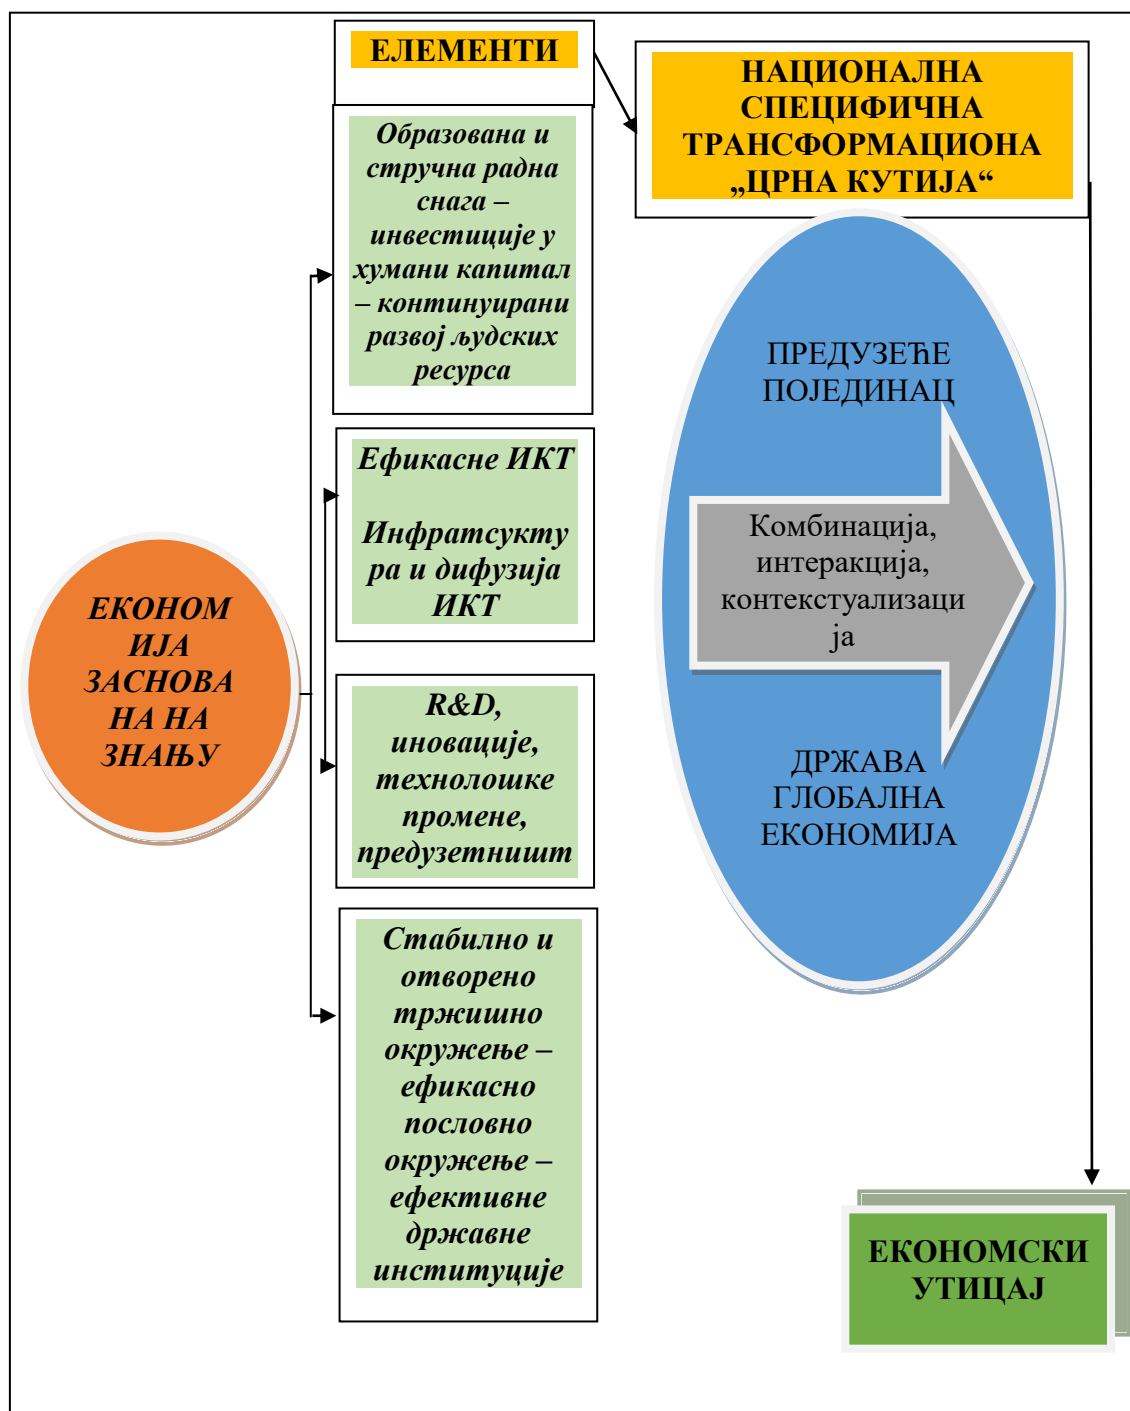 ЕЛЕМЕНТИ
НАЦИОНАЛНА
СПЕЦИФИЧНА
ТРАНСФОРМАЦИОНА
„ЦРНА КУТИЈА“
Образована и
стручна радна
снага –
инвестиције у
хумани капитал
– континуирани
развој људских
ресурса
Ефикасне ИКТ
Инфратсукту
ра и дифузија
ИКТ
R&D,
иновације,
технолошке
промене,
предузетништ
Стабилно и
отворено
тржишно
окружење –
ефикасно
пословно
окружење –
ефективне
државне
институције
ЕКОНОМ
ИЈА
ЗАСНОВА
НА НА
ЗНАЊУ
ПРЕДУЗЕЋЕ
ПОЈЕДИНАЦ
Комбинација,
интеракција,
контекстуализаци
ја
ДРЖАВА
ГЛОБАЛНА
ЕКОНОМИЈА
ЕКОНОМСКИ
УТИЦАЈ